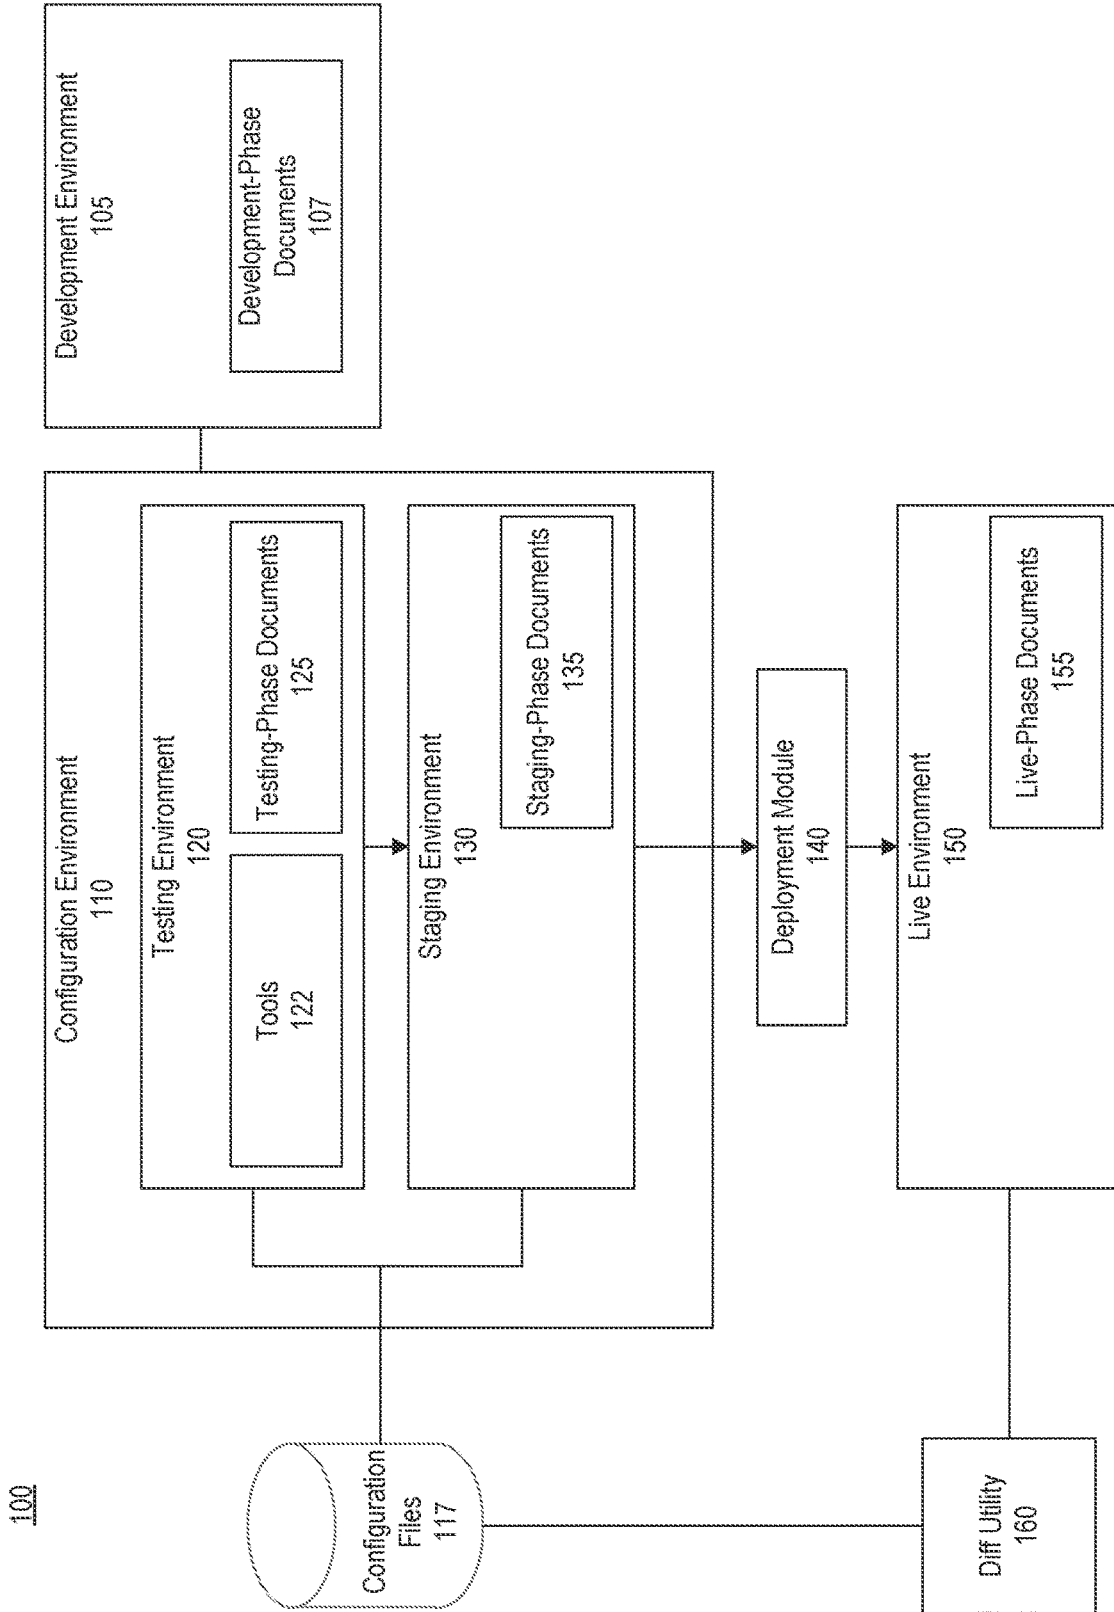 100
Configuration
Files
117
Diff Utility
160
Configuration Environment
110
Testing Environment
120
Tools
122
Testing-Phase Documents
125
Staging Environment
130
Staging-Phase Documents
135
Deployment Module
140
Live Environment
150
Live-Phase Documents
155
Development Environment
105
Development-Phase
Documents
107